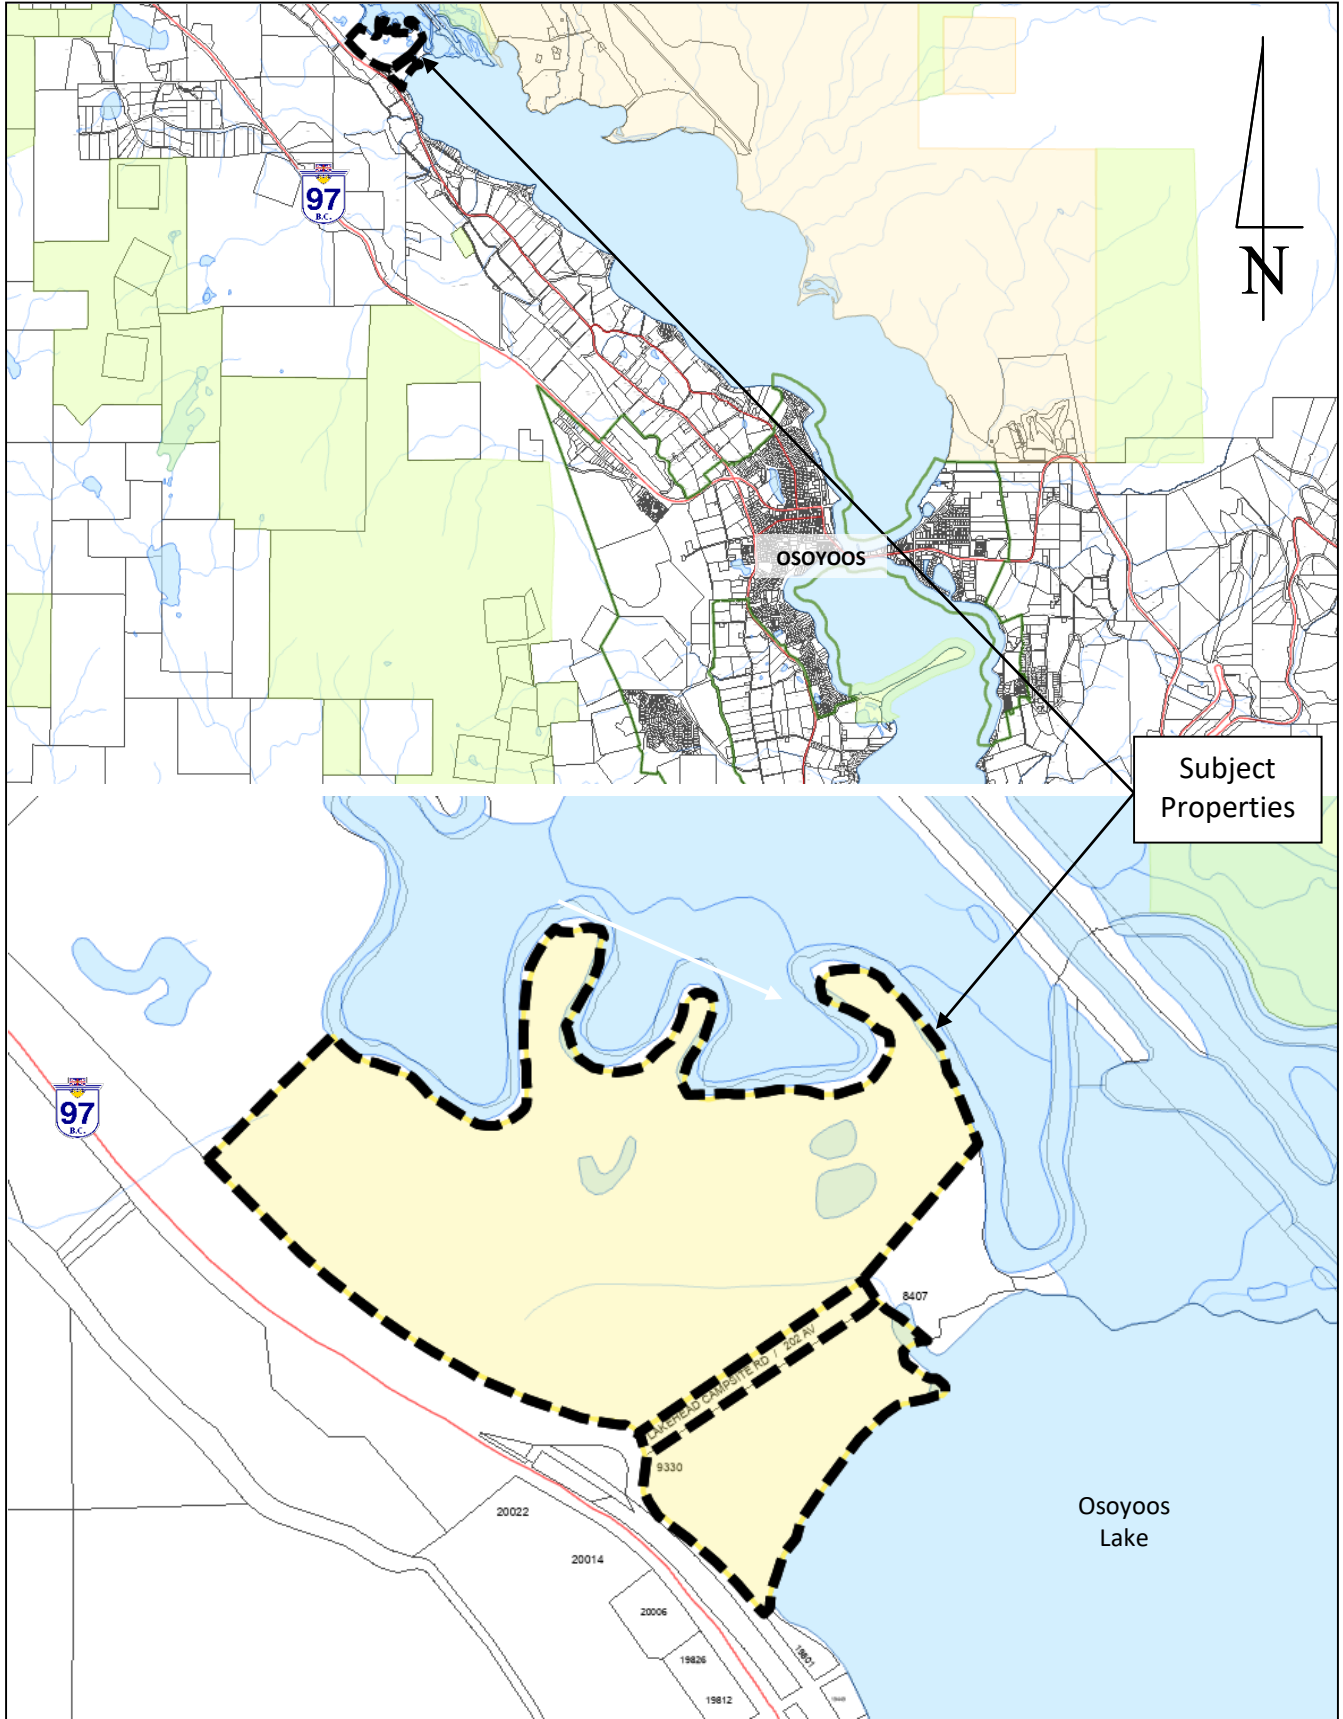 97
B.C.
N
OSOYOOS
Subject
Properties
97
B.C.
8407
LAKEHEAD CAMPSITE RD / 202 AV
9330
20022
Osoyoos
Lake
20014
20006
19801
19826
19812